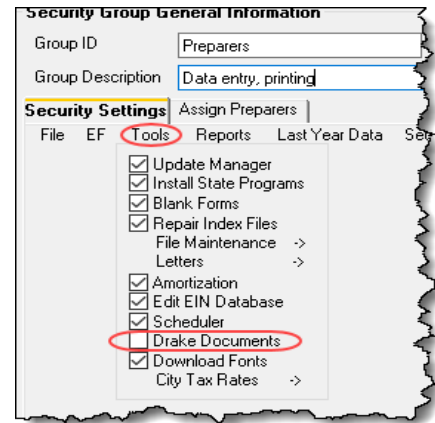 Security Group General Information
Group ID Preparers
Group Description Data entry, printing
Security Settings Assign Preparers
File EF Tools Reports Last Year Data
Update Manager
Install State Programs
Blank Forms
Repair Index Files
File Maintenance ->
Letters ->
Amortization
Edit EIN Database
Scheduler
Drake Documents
Download Fonts
City Tax Rates ->